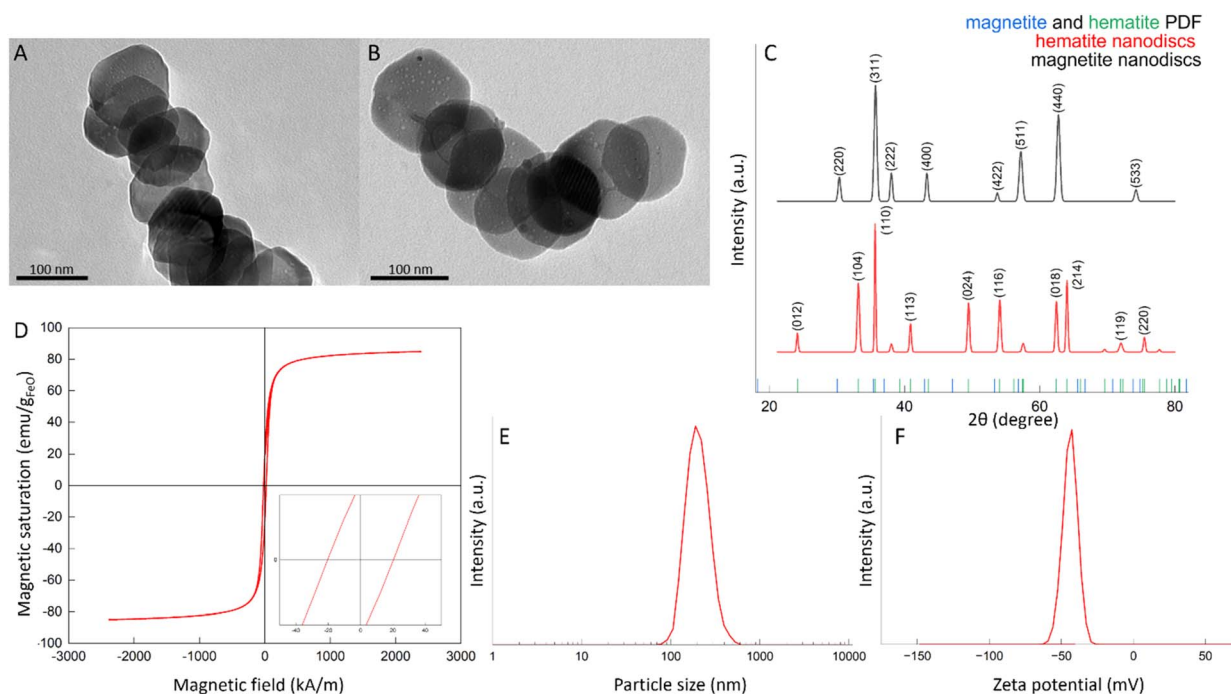 A
100 nm
B
100 nm
magnetite and hematite PDF
hematite nanodiscs
magnetite nanodiscs
C
Intensity (a.u.)
(220)
(311)
(222)
(400)
(422)
(511)
(440)
(533)
(012)
(104)
(110)
(113)
(024)
(116)
(018)
(214)
(119)
(220)
20 40 60 80
2θ (degree)
D
Magnetic saturation (emu/gFeO)
100
80
60
40
20
0
-20
-40
-60
-80
-100
-3000 -2000 -1000 0 1000 2000 3000
Magnetic field (kA/m)
0
-40 -20 0 20 40
E
Intensity (a.u.)
1 10 100 1000 10000
Particle size (nm)
F
Intensity (a.u.)
−150 −100 −50 0 50
Zeta potential (mV)